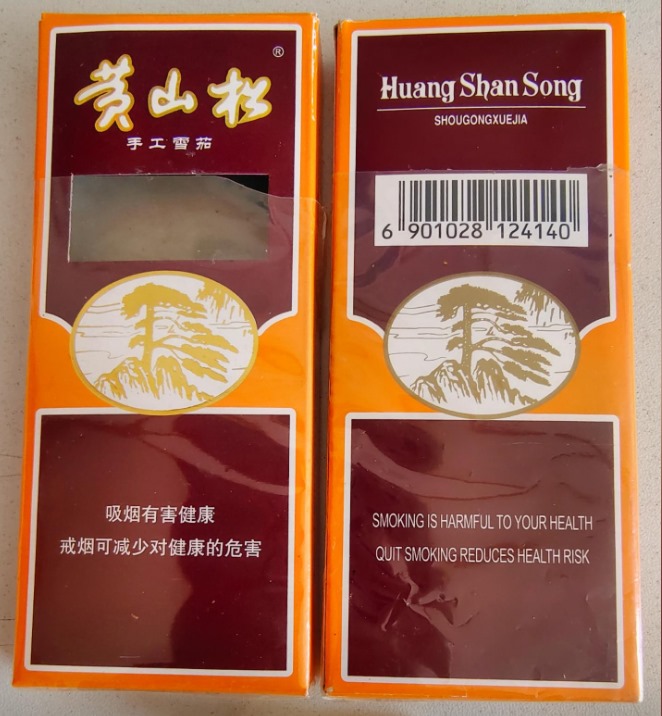 黄山松®
手工雪茄
吸烟有害健康
戒烟可减少对健康的危害
Huang Shan Song
SHOUGONGXUEJIA
6 901028 124140
SMOKING IS HARMFUL TO YOUR HEALTH
QUIT SMOKING REDUCES HEALTH RISK